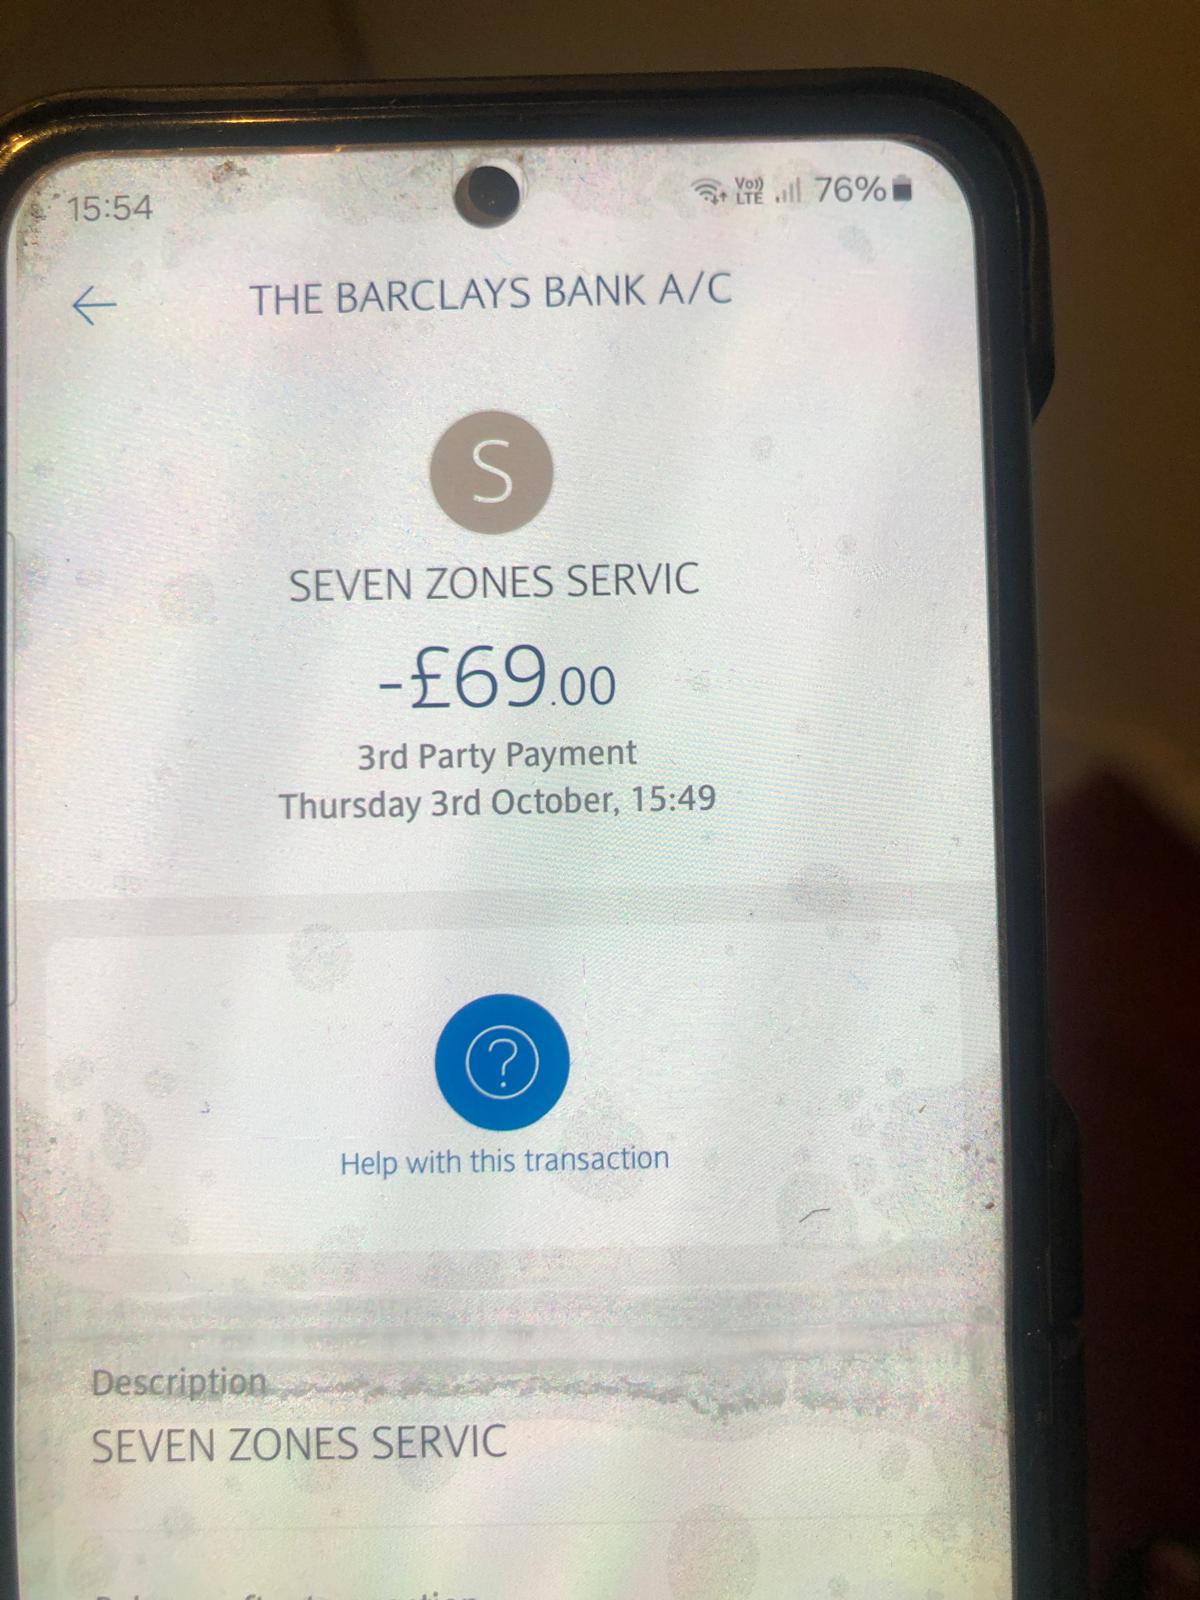 15:54
Vo)) LTE 76%
THE BARCLAYS BANK A/C
S
SEVEN ZONES SERVIC
-£69.00
3rd Party Payment
Thursday 3rd October, 15:49
?
Help with this transaction
Description
SEVEN ZONES SERVIC